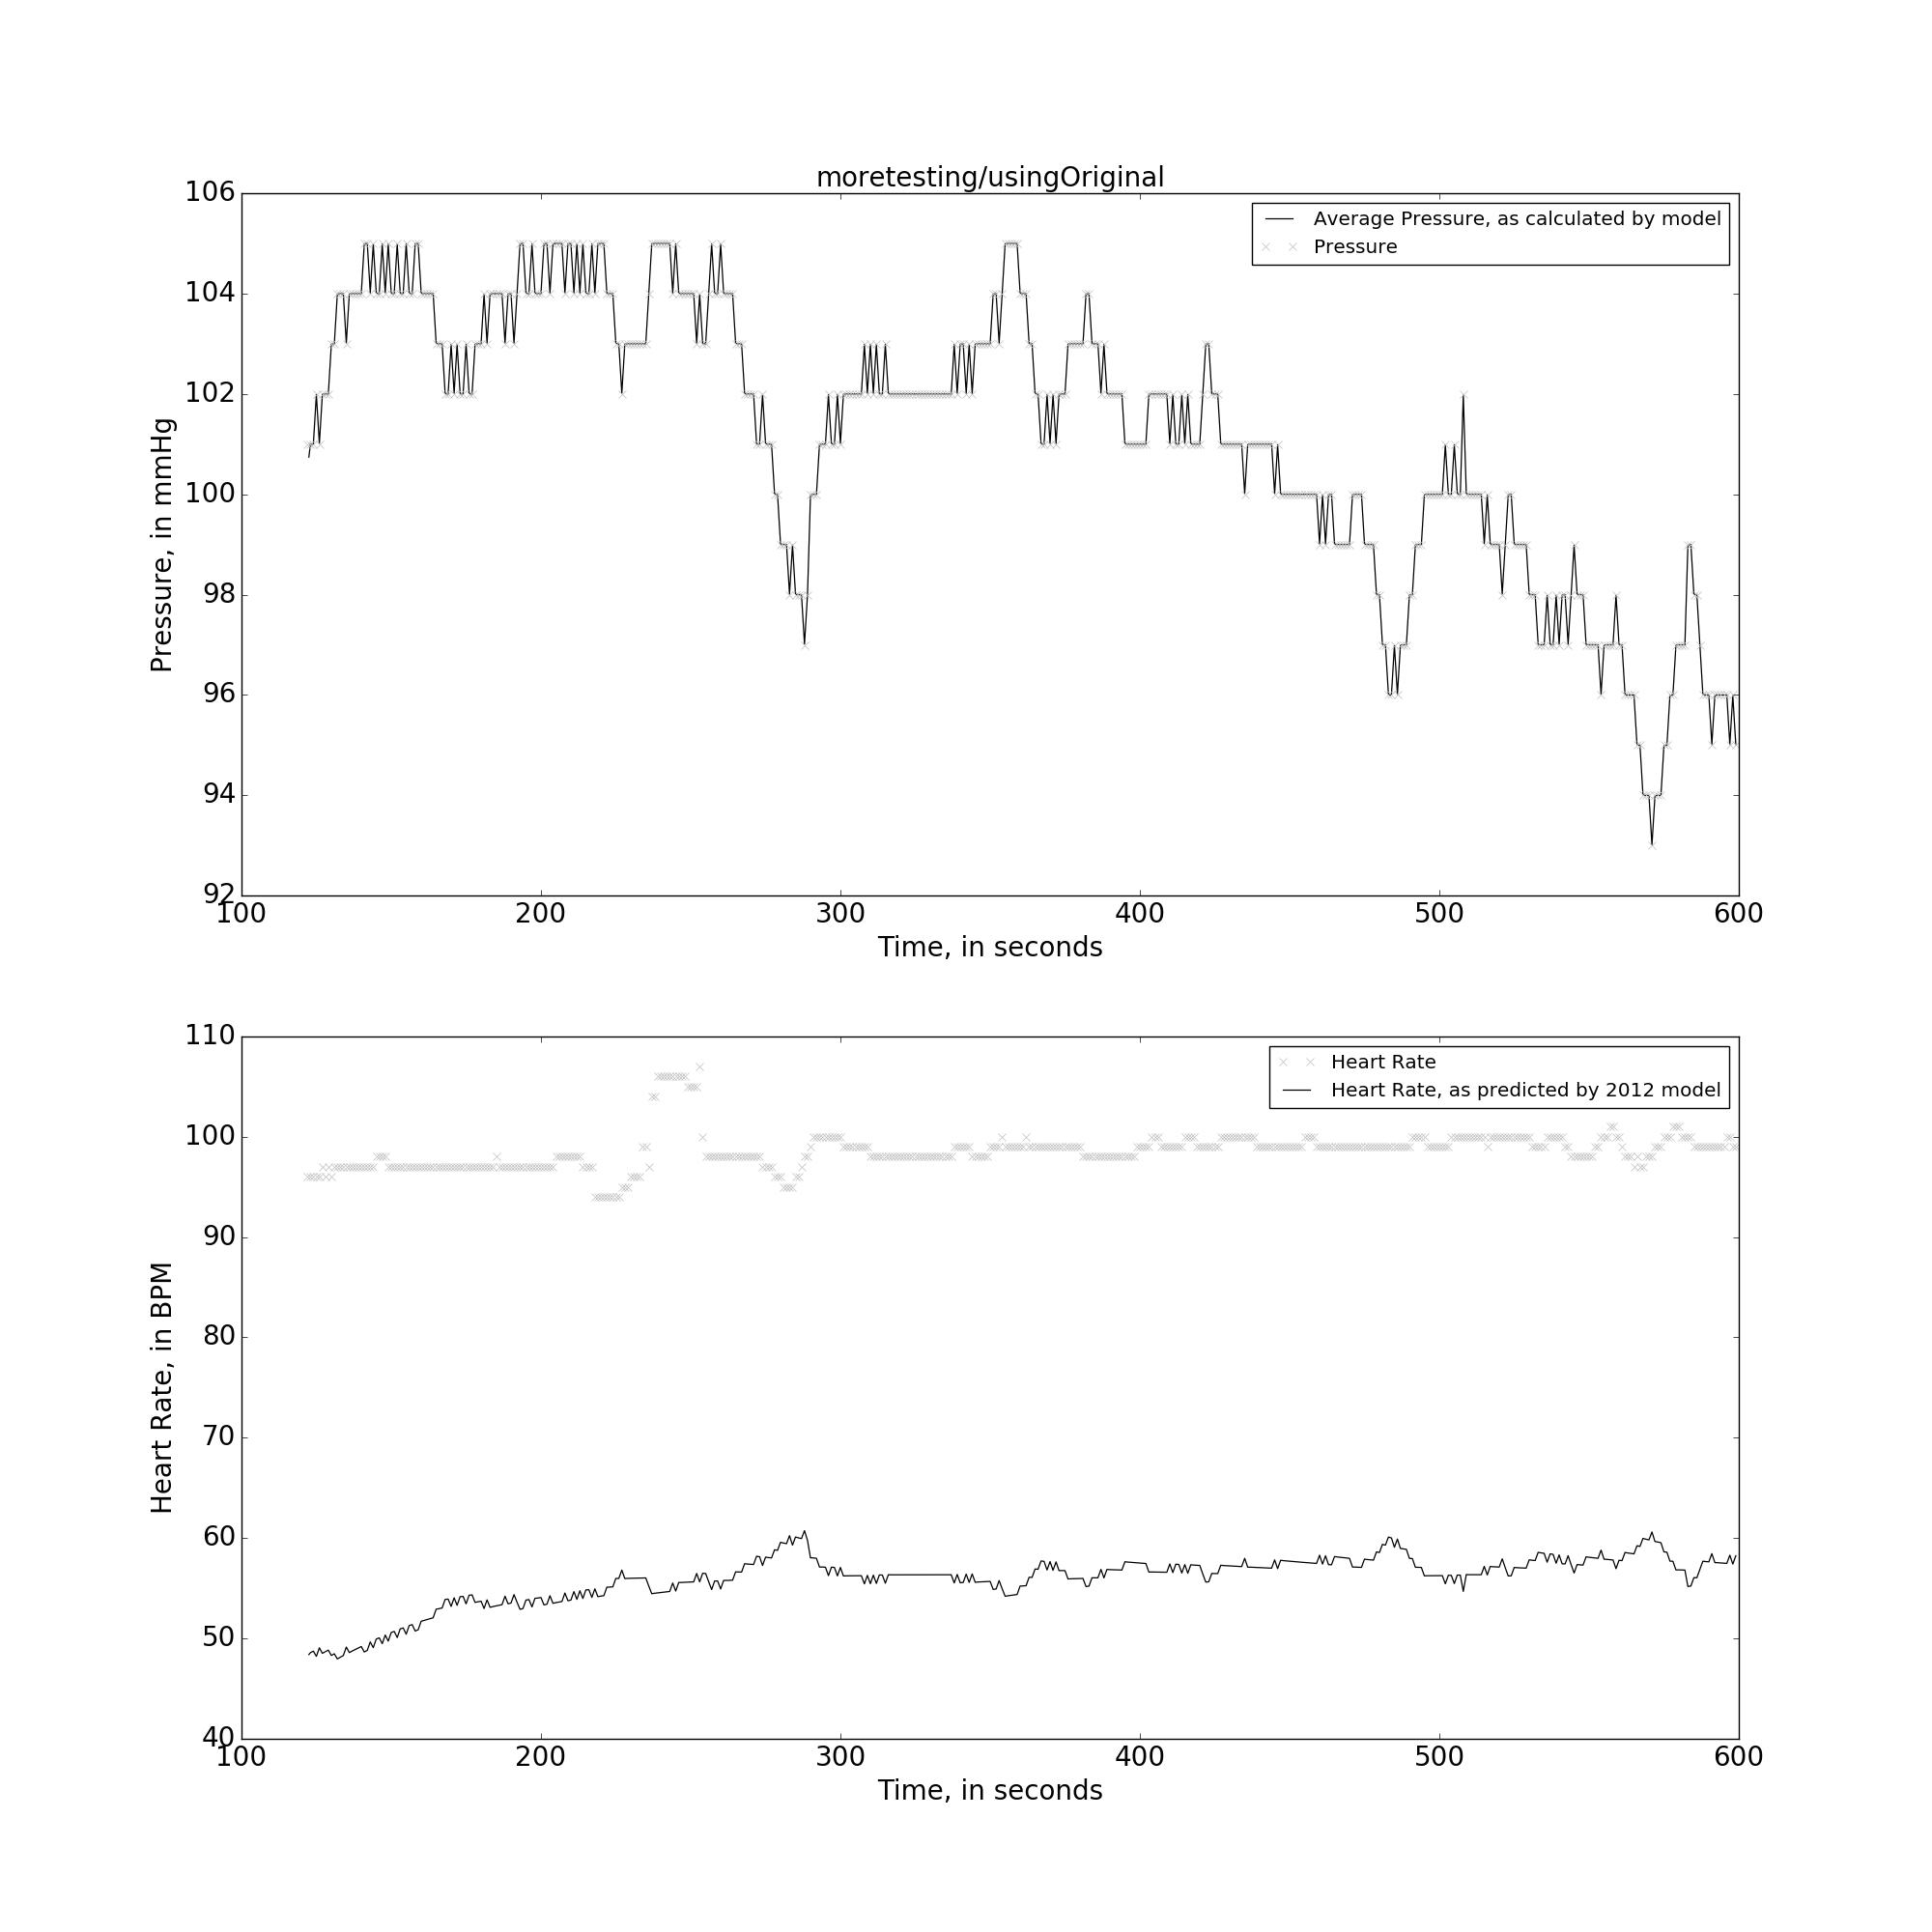 moretesting/usingOriginal
106
Average Pressure, as calculated by model
Pressure
104
102
100
98
96
94
92
Pressure, in mmHg
100 200 300 400 500 600
Time, in seconds
110
Heart Rate
Heart Rate, as predicted by 2012 model
100
90
80
70
60
50
40
Heart Rate, in BPM
100 200 300 400 500 600
Time, in seconds